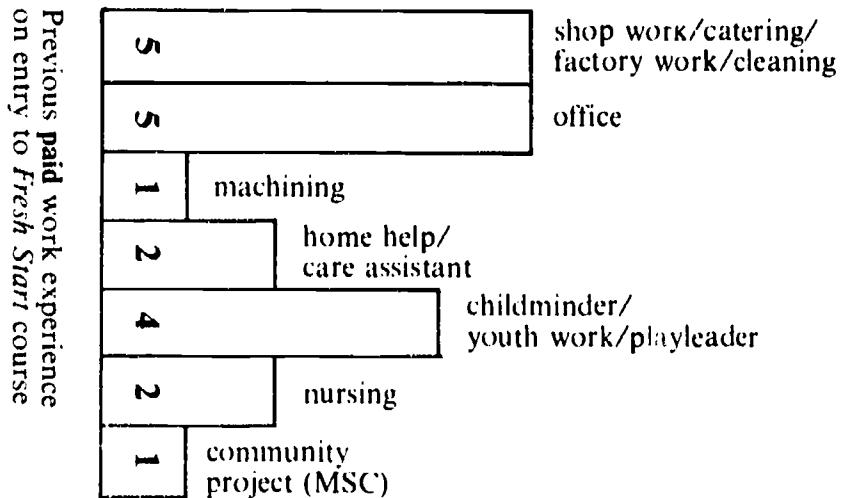 Previous paid work experience
on entry to Fresh Start course
5
shop work/catering/
factory work/cleaning
5
office
1
machining
2
home help/
care assistant
4
childminder/
youth work/playleader
2
nursing
1
community
project (MSC)